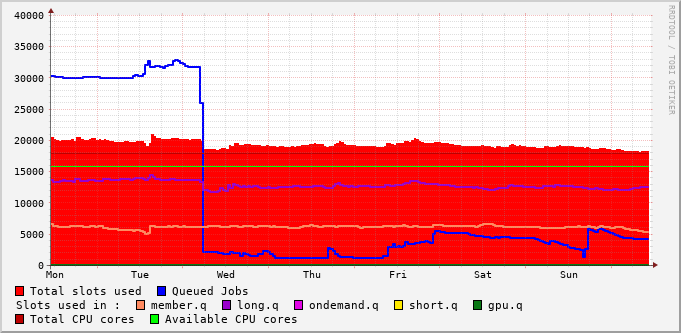 RRDTOOL / TOBI OETIKER
40000
35000
30000
25000
20000
15000
10000
5000
0
Mon Tue Wed Thu Fri Sat Sun
Total slots used Queued Jobs
Slots used in : member.q long.q ondemand.q short.q gpu.q
Total CPU cores Available CPU cores